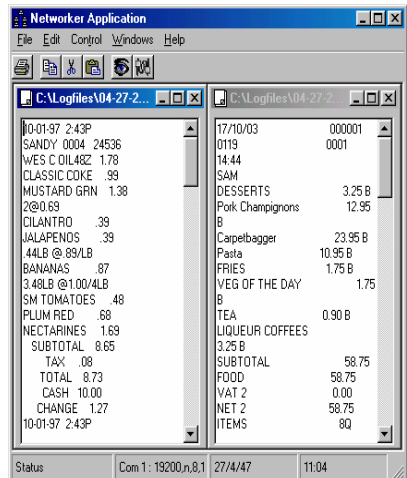 Networker Application
File Edit Control Windows Help
C:\Logfiles\04-27-2...
10-01-97 2:43P
SANDY 0004 24536
WES C OIL48Z 1.78
CLASSIC COKE .99
MUSTARD GRN 1.38
2@0.69
CILANTRO .39
JALAPENOS .39
.44LB @.89/LB
BANANAS .87
3.48LB @1.00/4LB
SM TOMATOES .48
PLUM RED .68
NECTARINES 1.69
SUBTOTAL 8.65
TAX .08
TOTAL 8.73
CASH 10.00
CHANGE 1.27
10-01-97 2:43P
C:\Logfiles\04-27-2...
17/10/03 000001
0119 0001
14:44
SAM
DESSERTS 3.25 B
Pork Champignons 12.95
B
Carpetbagger 23.95 B
Pasta 10.95 B
FRIES 1.75 B
VEG OF THE DAY 1.75
B
TEA 0.90 B
LIQUEUR COFFEES
3.25 B
SUBTOTAL 58.75
FOOD 58.75
VAT 2 0.00
NET 2 58.75
ITEMS 8Q
Status Com 1 : 19200,n,8,1 27/4/47 11:04